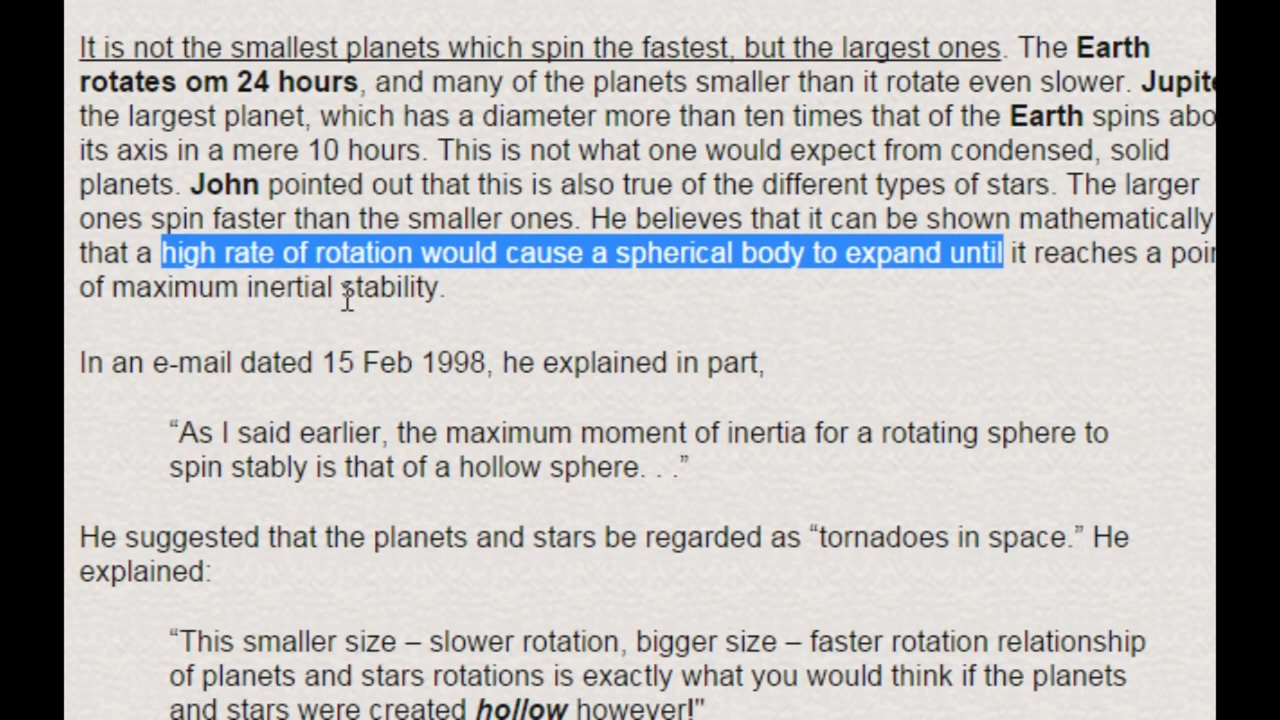 It is not the smallest planets which spin the fastest, but the largest ones. The Earth
rotates om 24 hours, and many of the planets smaller than it rotate even slower.
the largest planet, which has a diameter more than ten times that of the Earth spins
its axis in a mere 10 hours. This is not what one would expect from condensed, solid
planets. John pointed out that this is also true of the different types of stars. The larger
ones spin faster than the smaller ones. He believes that it can be shown mathematically
that a high rate of rotation would cause a spherical body to expand until it reaches a
of maximum inertial stability.
In an e-mail dated 15 Feb 1998, he explained in part,
“As I said earlier, the maximum moment of inertia for a rotating sphere to
spin stably is that of a hollow sphere. . .”
He suggested that the planets and stars be regarded as “tornadoes in space.” He
explained:
“This smaller size – slower rotation, bigger size – faster rotation relationship
of planets and stars rotations is exactly what you would think if the planets
and stars were created hollow however!"